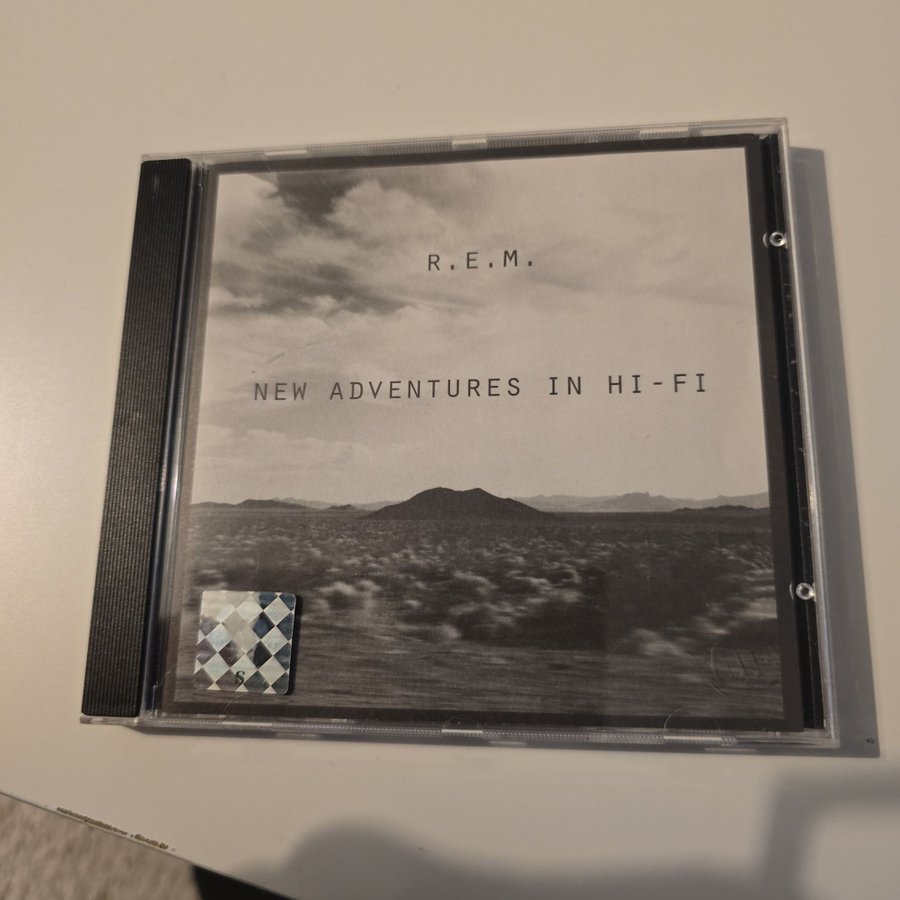 R.E.M.
NEW ADVENTURES IN HI-FI
S